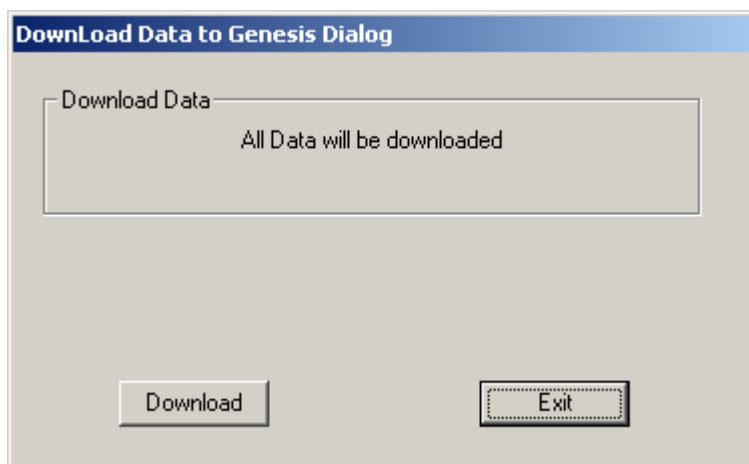 DownLoad Data to Genesis Dialog
Download Data
All Data will be downloaded
Download
Exit